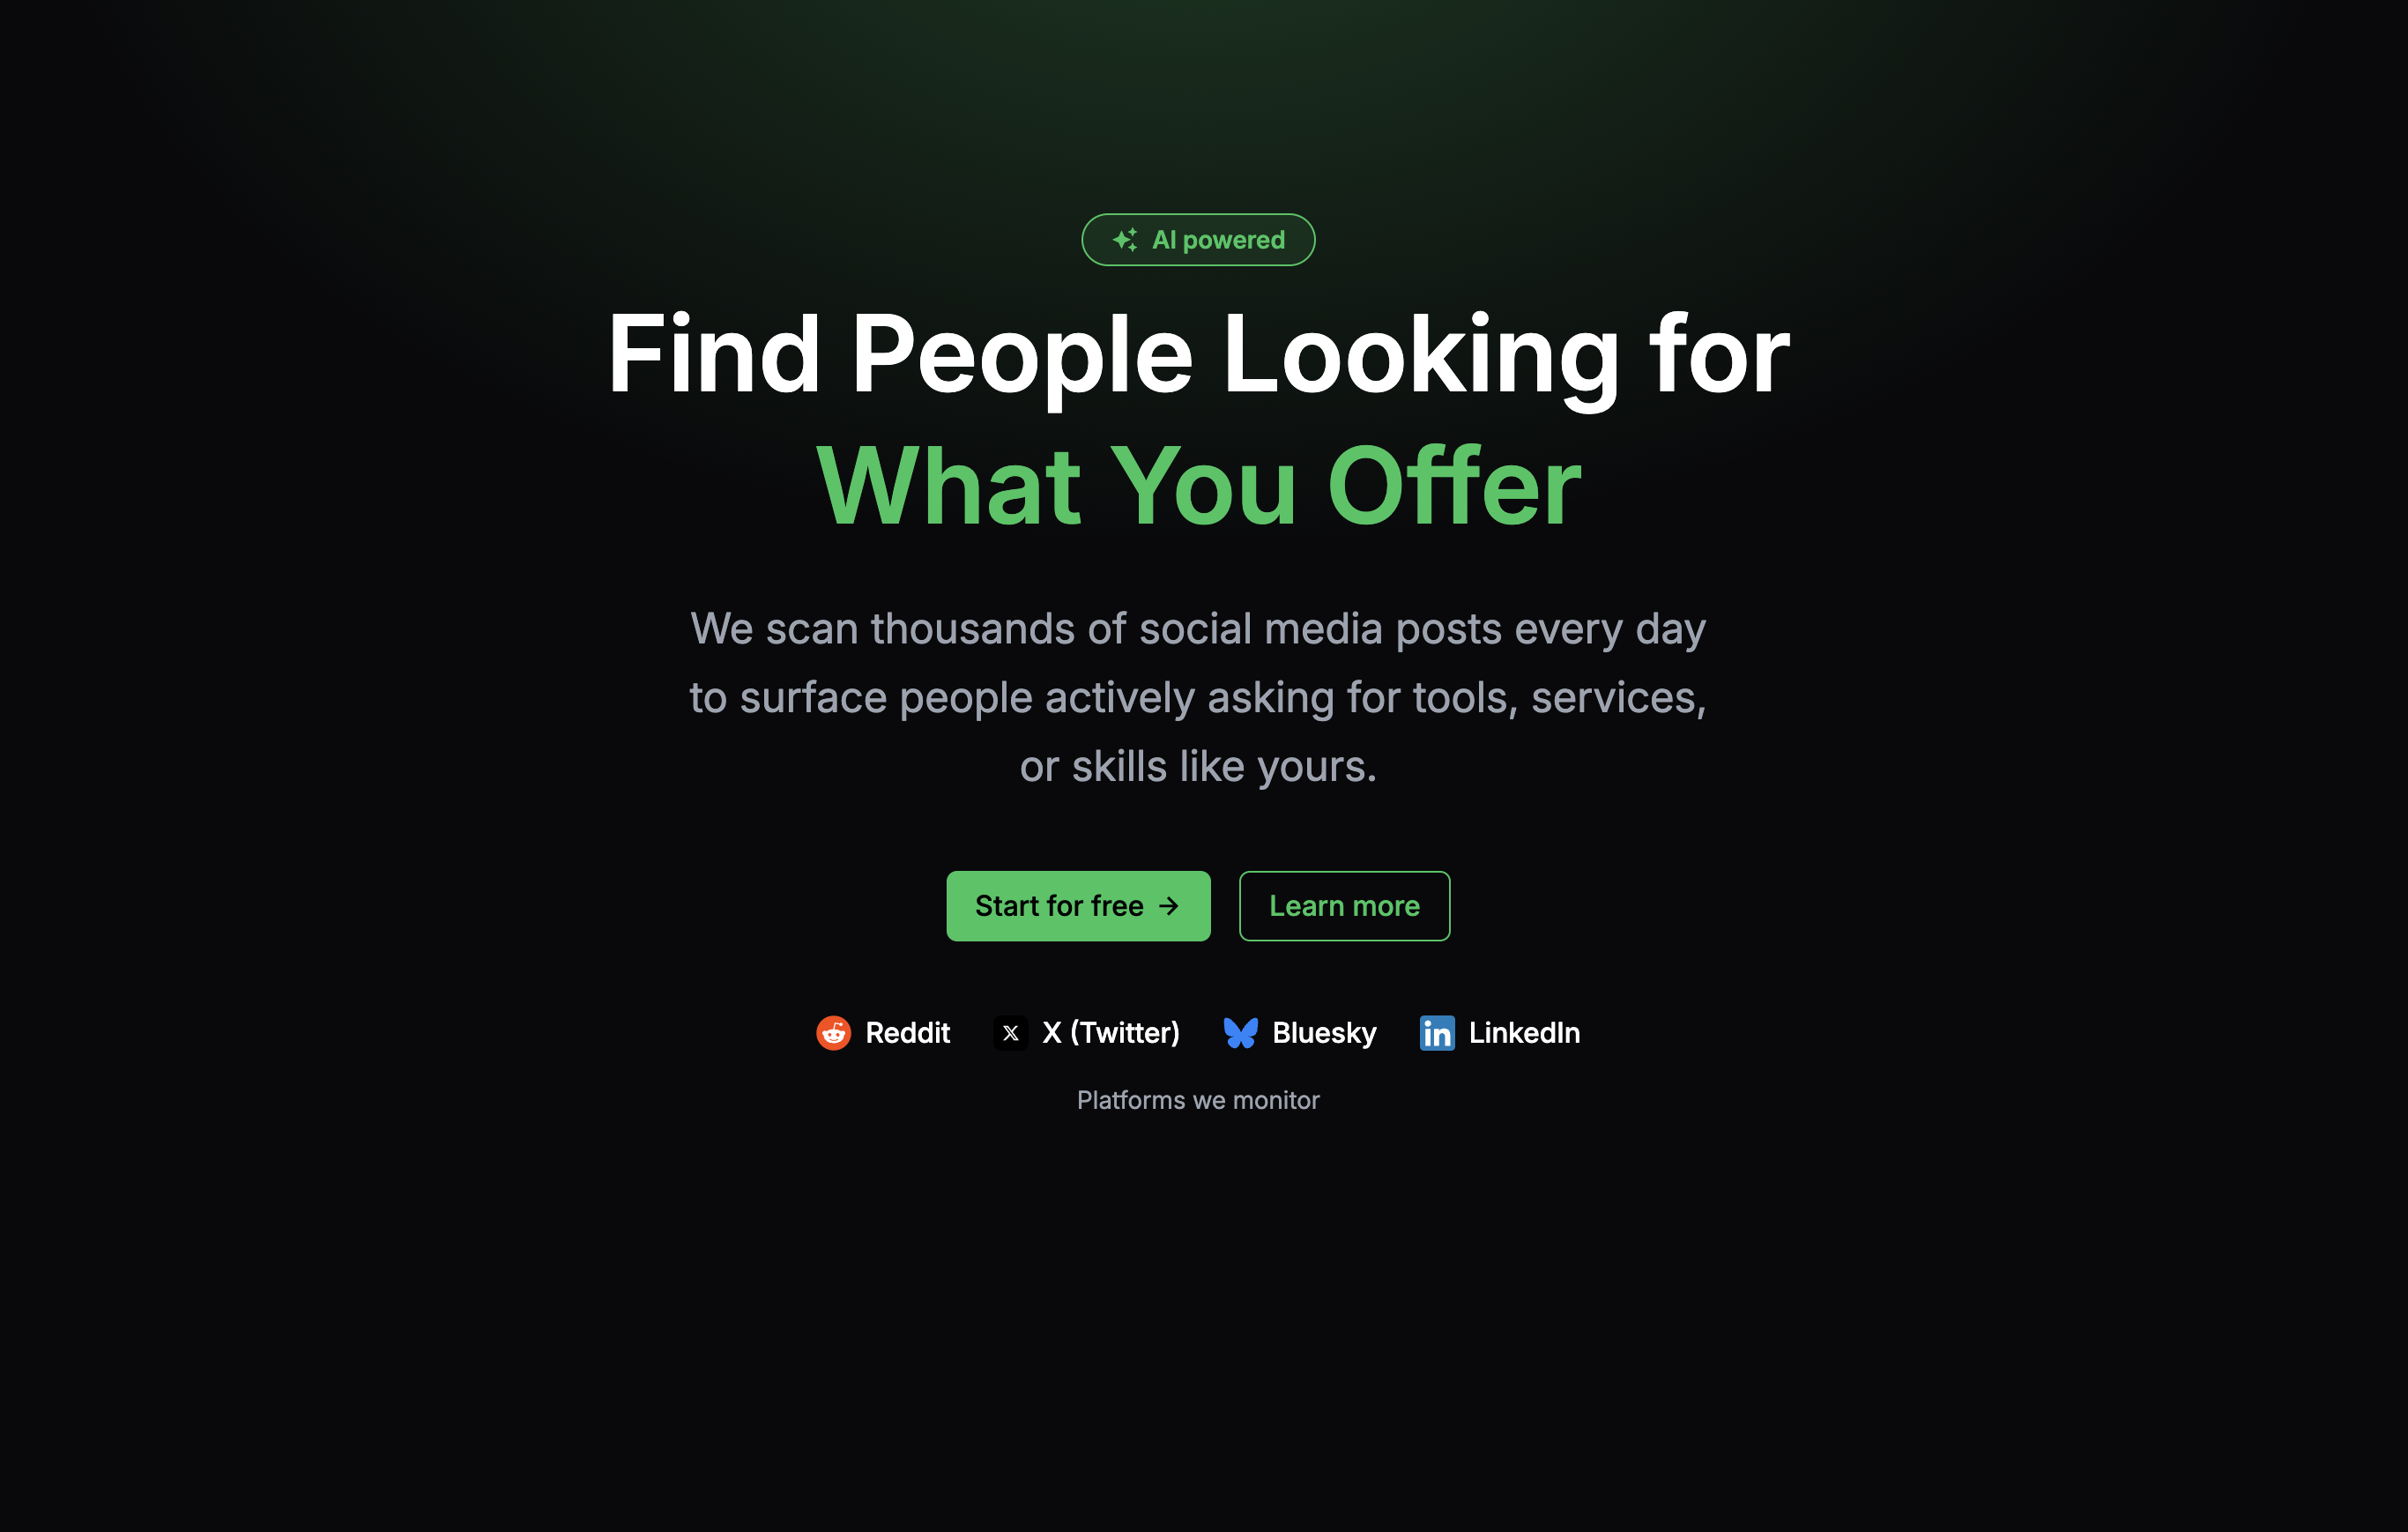 AI powered
Find People Looking for
What You Offer
We scan thousands of social media posts every day
to surface people actively asking for tools, services,
or skills like yours.
Start for free → Learn more
Reddit X (Twitter) Bluesky LinkedIn
Platforms we monitor